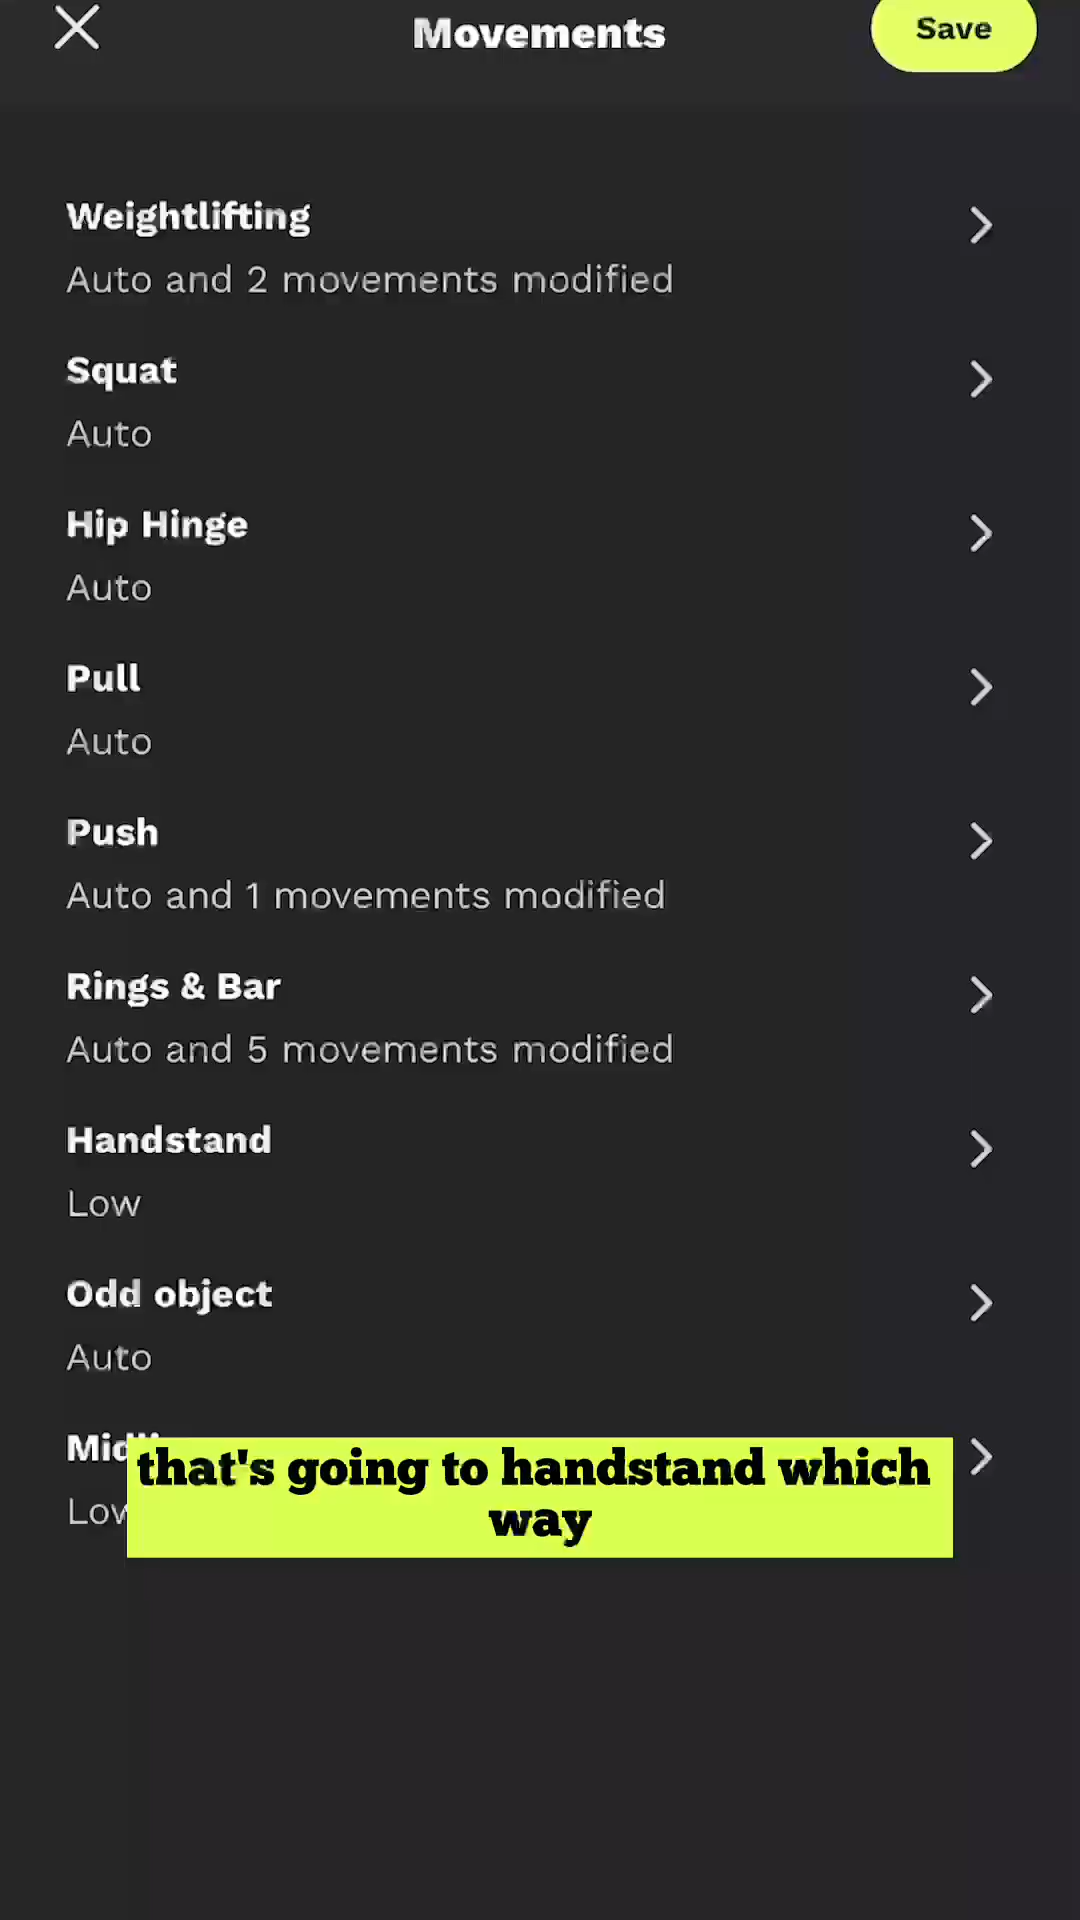 Movements
Save
Weightlifting
Auto and 2 movements modified
Squat
Auto
Hip Hinge
Auto
Pull
Auto
Push
Auto and 1 movements modified
Rings & Bar
Auto and 5 movements modified
Handstand
Low
Odd object
Auto
that's going to handstand which
way